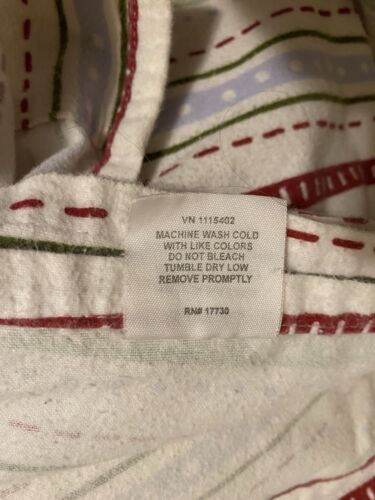 VN 1115402
MACHINE WASH COLD
WITH LIKE COLORS
DO NOT BLEACH
TUMBLE DRY LOW
REMOVE PROMPTLY
RN# 17730